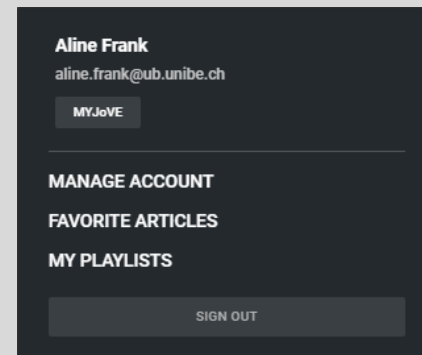 Aline Frank
aline.frank@ub.unibe.ch
MYJoVE
MANAGE ACCOUNT
FAVORITE ARTICLES
MY PLAYLISTS
SIGN OUT